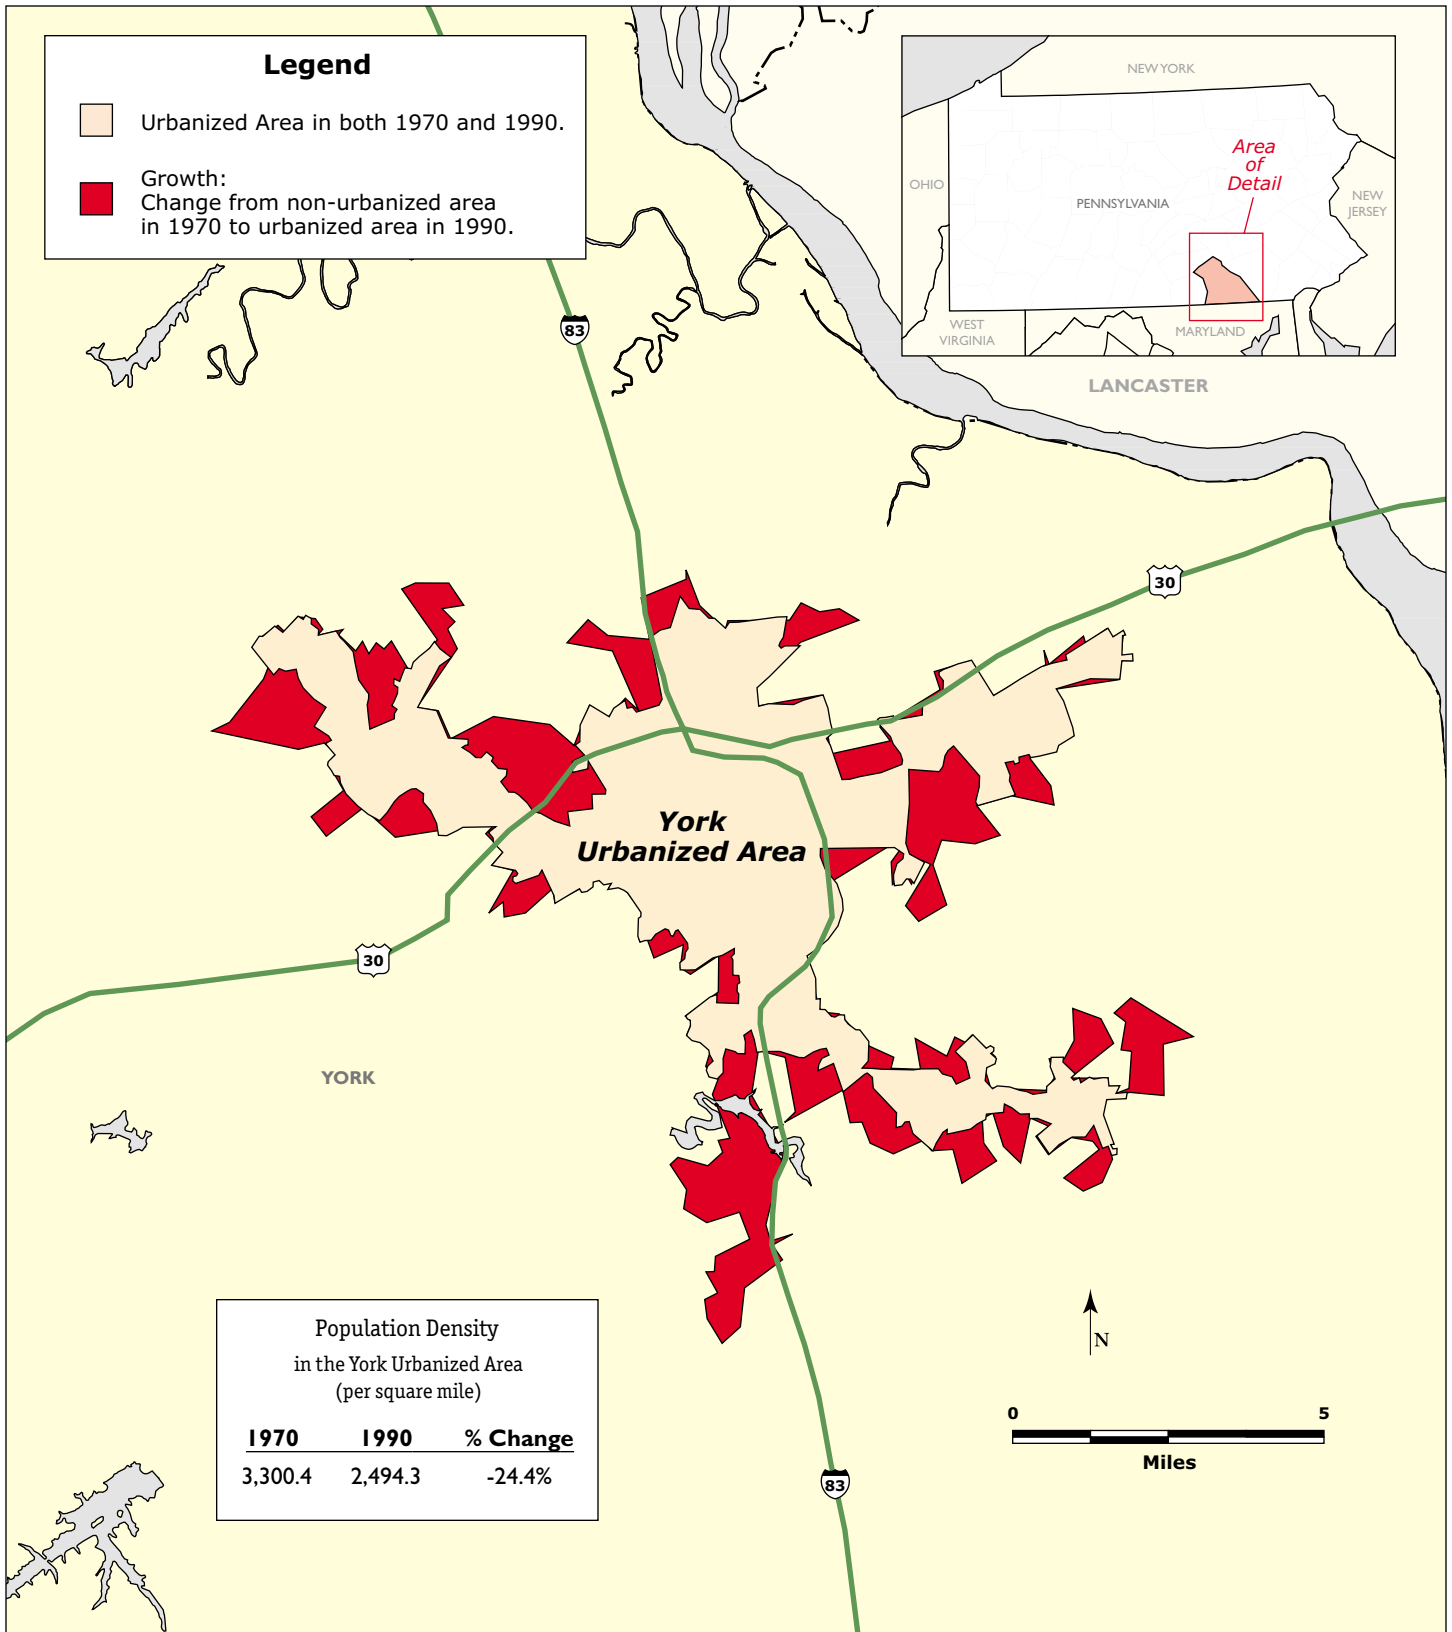 Legend
Urbanized Area in both 1970 and 1990.
Growth:
Change from non-urbanized area
in 1970 to urbanized area in 1990.
NEW YORK
OHIO
PENNSYLVANIA
Area
of
Detail
NEW
JERSEY
WEST
VIRGINIA
MARYLAND
LANCASTER
83
30
York
Urbanized Area
30
YORK
Population Density
in the York Urbanized Area
(per square mile)
1970 1990 % Change
3,300.4 2,494.3 -24.4%
N
0 5
Miles
83